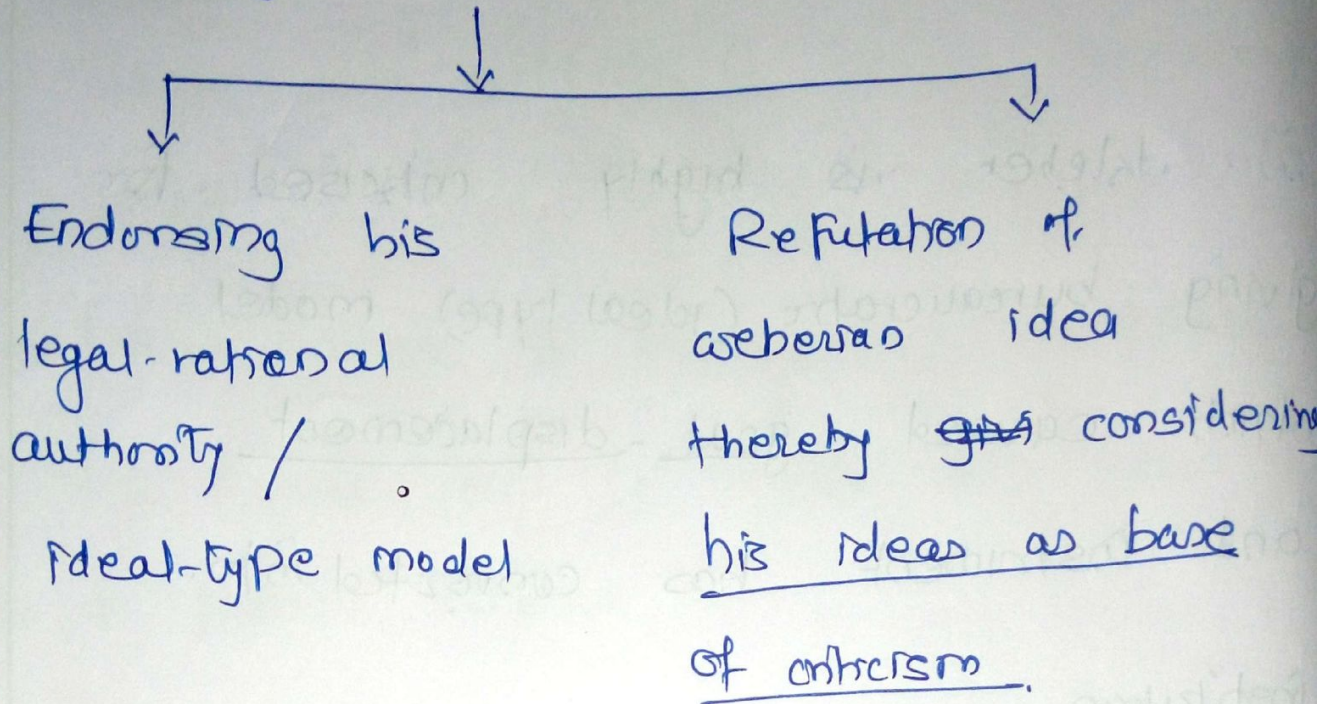 Endorsing his
legal-rational
authority /
ideal-type model
Refutation of
weberian idea
thereby considering
his ideas as base
of criticism.